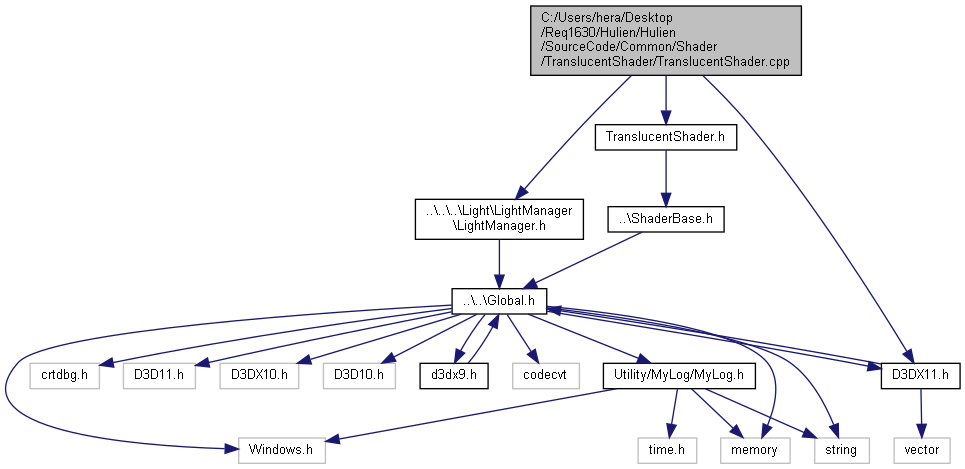 C:/Users/hera/Desktop
/Req1630/Hulien/Hulien
/SourceCode/Common/Shader
/TranslucentShader/TranslucentShader.cpp
TranslucentShader.h
..\..\..\Light\LightManager
\LightManager.h
..\ShaderBase.h
..\..\Global.h
crtdbg.h
D3D11.h
D3DX10.h
D3D10.h
d3dx9.h
codecvt
Utility/MyLog/MyLog.h
D3DX11.h
Windows.h
time.h
memory
string
vector